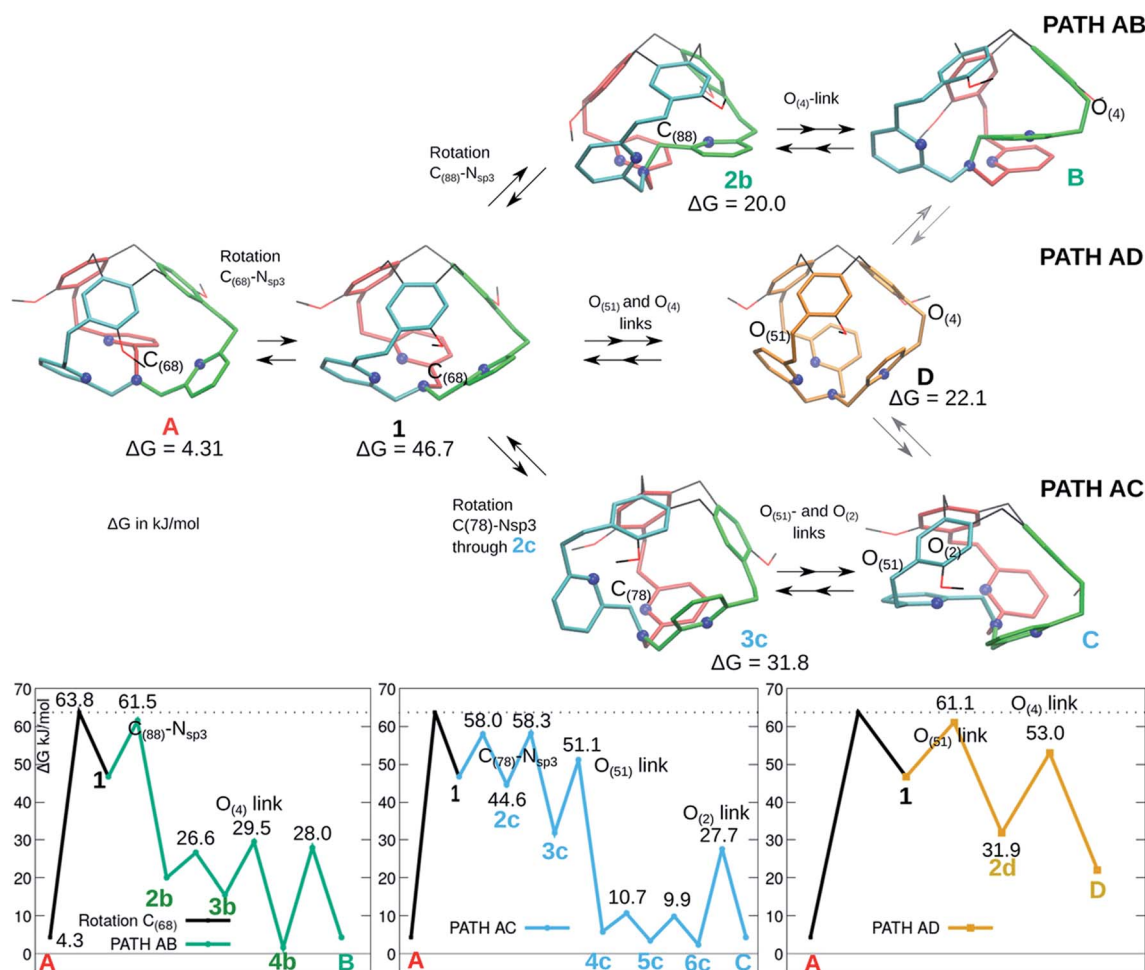 PATH AB
O(4)-link
O(4)
C(88)
Rotation
C(88)-Nsp3
2b
ΔG = 20.0
B
Rotation
C(68)-Nsp3
PATH AD
O(51) and O(4)
links
O(4)
O(51)
C(68)
C(68)
D
ΔG = 22.1
A
ΔG = 4.31
1
ΔG = 46.7
PATH AC
Rotation
C(78)-Nsp3
through 2c
O(51)- and O(2)
links
O(51)
O(2)
C(78)
ΔG in kJ/mol
3c
ΔG = 31.8
C
70
60
50
40
30
20
10
0
ΔG kJ/mol
63.8
61.5
C(88)-Nsp3
1
O(4) link
26.6
29.5
28.0
2b
3b
Rotation C(68)
PATH AB
4.3
A
4b
B
70
60
50
40
30
20
10
0
58.0
58.3
C(78)-Nsp3
51.1
O(51) link
1
44.6
2c
3c
O(2) link
27.7
10.7
9.9
PATH AC
A
4c
5c
6c
C
70
60
50
40
30
20
10
0
61.1
O(4) link
53.0
O(51) link
1
31.9
2d
D
PATH AD
A